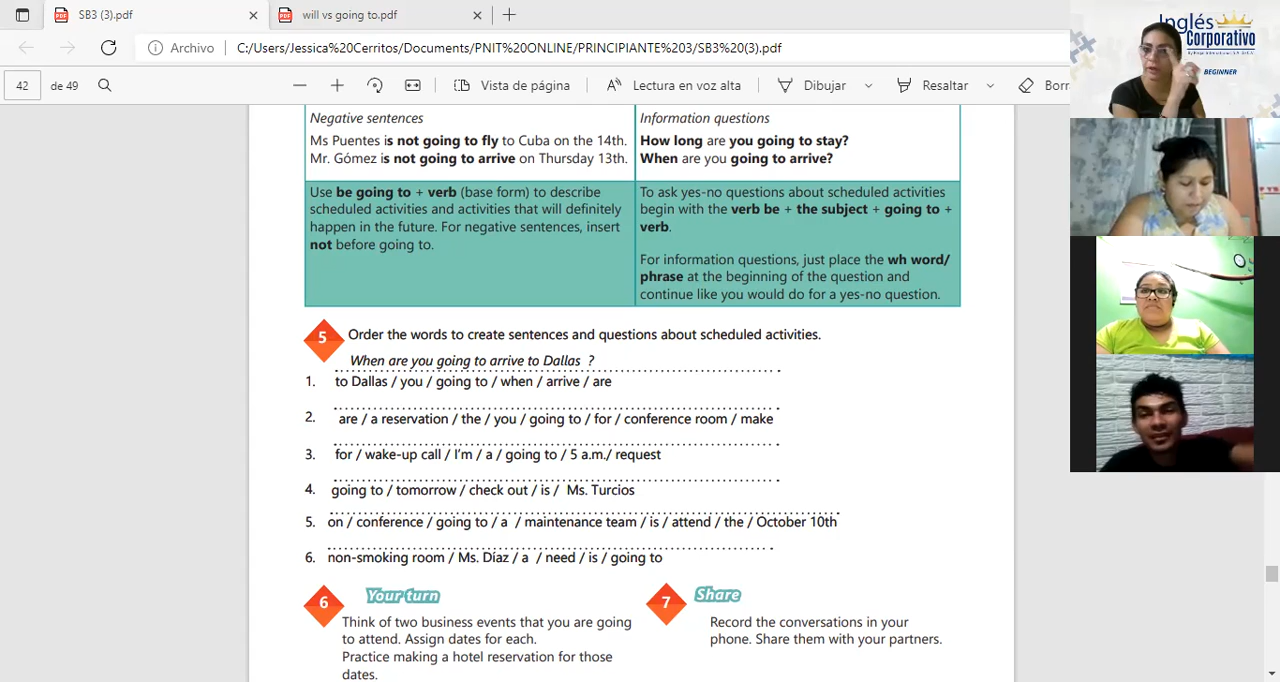 SB3 (3).pdf
will vs going to.pdf
Archivo
C:/Users/Jessica%20Cerritos/Documents/PNIT%20ONLINE/PRINCIPIANTE%203/SB3%20(3).pdf
42 de 49
Vista de página
Lectura en voz alta
Dibujar
Resaltar
Borr
Inglés
Corporativo
BEGINNER
Negative sentences
Ms Puentes is not going to fly to Cuba on the 14th.
Mr. Gómez is not going to arrive on Thursday 13th.
Information questions
How long are you going to stay?
When are you going to arrive?
Use be going to + verb (base form) to describe
scheduled activities and activities that will definitely
happen in the future. For negative sentences, insert
not before going to.
To ask yes-no questions about scheduled activities
begin with the verb be + the subject + going to +
verb.
For information questions, just place the wh word/
phrase at the beginning of the question and
continue like you would do for a yes-no question.
5 Order the words to create sentences and questions about scheduled activities.
When are you going to arrive to Dallas ?
1. to Dallas / you / going to / when / arrive / are
2. are / a reservation / the / you / going to / for / conference room / make
3. for / wake-up call / I'm / a / going to / 5 a.m./ request
4. going to / tomorrow / check out / is / Ms. Turcios
5. on / conference / going to / a / maintenance team / is / attend / the / October 10th
6. non-smoking room / Ms. Díaz / a / need / is / going to
6 Your turn
Think of two business events that you are going
to attend. Assign dates for each.
Practice making a hotel reservation for those
dates.
7 Share
Record the conversations in your
phone. Share them with your partners.